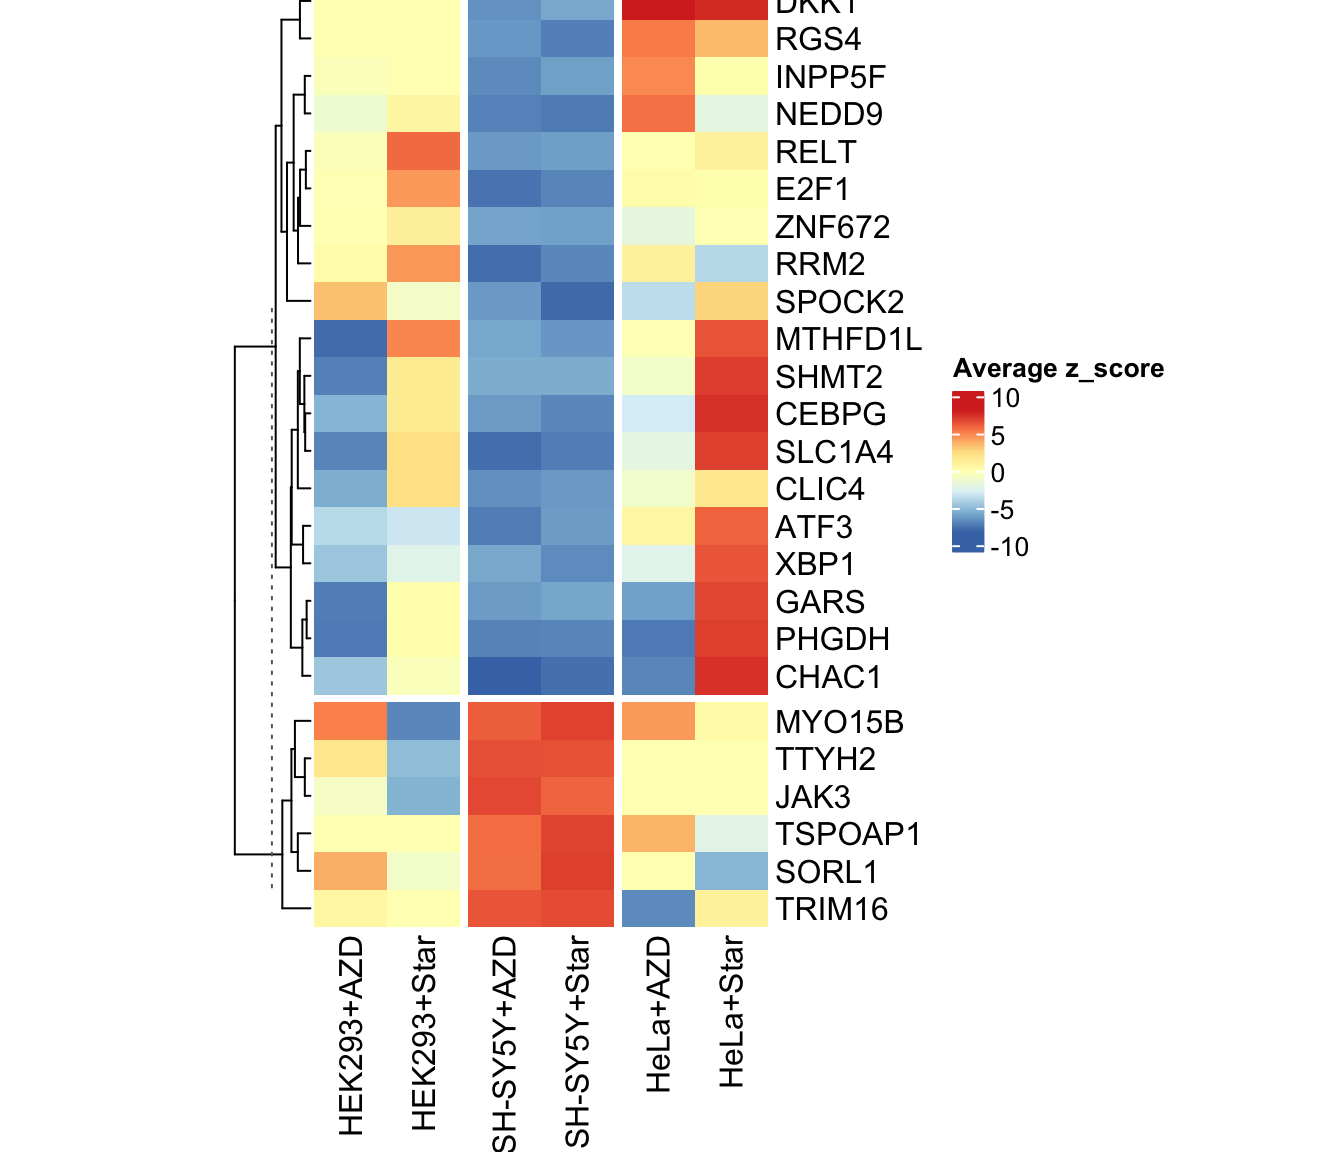 DKK1
RGS4
INPP5F
NEDD9
RELT
E2F1
ZNF672
RRM2
SPOCK2
MTHFD1L
SHMT2
CEBPG
SLC1A4
CLIC4
ATF3
XBP1
GARS
PHGDH
CHAC1
MYO15B
TTYH2
JAK3
TSPOAP1
SORL1
TRIM16
Average z_score
10
5
0
-5
-10
HEK293+AZD
HEK293+Star
SH-SY5Y+AZD
SH-SY5Y+Star
HeLa+AZD
HeLa+Star